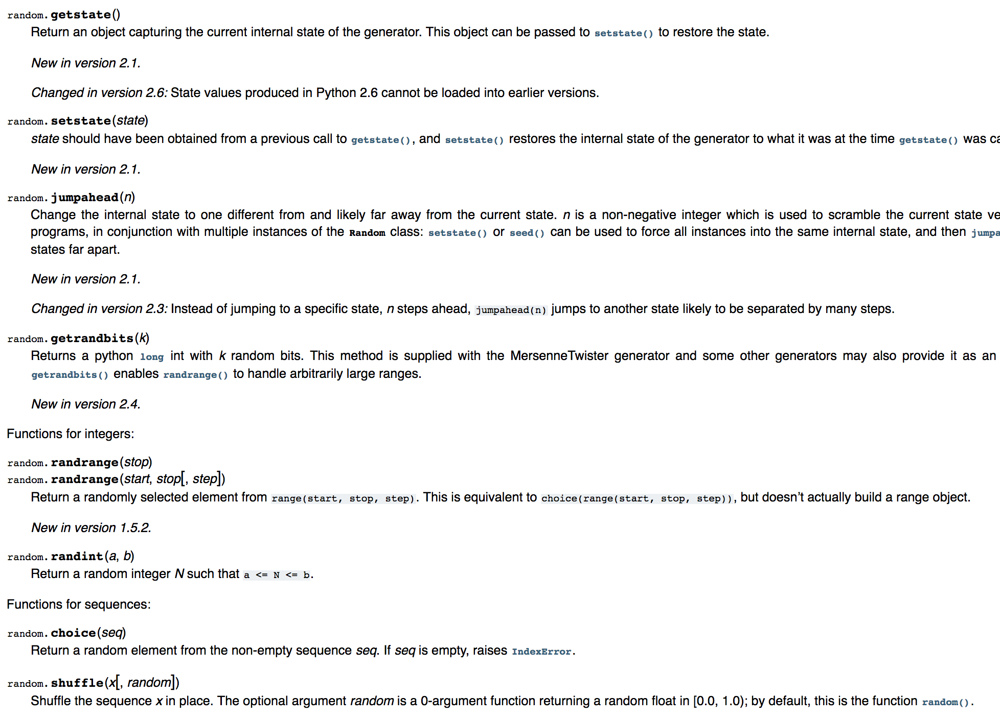 random.getstate()
Return an object capturing the current internal state of the generator. This object can be passed to setstate() to restore the state.
New in version 2.1.
Changed in version 2.6: State values produced in Python 2.6 cannot be loaded into earlier versions.
random.setstate(state)
state should have been obtained from a previous call to getstate(), and setstate() restores the internal state of the generator to what it was at the time getstate() was
New in version 2.1.
random.jumpahead(n)
Change the internal state to one different from and likely far away from the current state. n is a non-negative integer which is used to scramble the current state
programs, in conjunction with multiple instances of the Random class: setstate() or seed() can be used to force all instances into the same internal state, and then
states far apart.
New in version 2.1.
Changed in version 2.3: Instead of jumping to a specific state, n steps ahead, jumpahead(n) jumps to another state likely to be separated by many steps.
random.getrandbits(k)
Returns a python long int with k random bits. This method is supplied with the MersenneTwister generator and some other generators may also provide it as an
getrandbits() enables randrange() to handle arbitrarily large ranges.
New in version 2.4.
Functions for integers:
random.randrange(stop)
random.randrange(start, stop[, step])
Return a randomly selected element from range(start, stop, step). This is equivalent to choice(range(start, stop, step)), but doesn’t actually build a range object.
New in version 1.5.2.
random.randint(a, b)
Return a random integer N such that a <= N <= b.
Functions for sequences:
random.choice(seq)
Return a random element from the non-empty sequence seq. If seq is empty, raises IndexError.
random.shuffle(x[, random])
Shuffle the sequence x in place. The optional argument random is a 0-argument function returning a random float in [0.0, 1.0); by default, this is the function random().